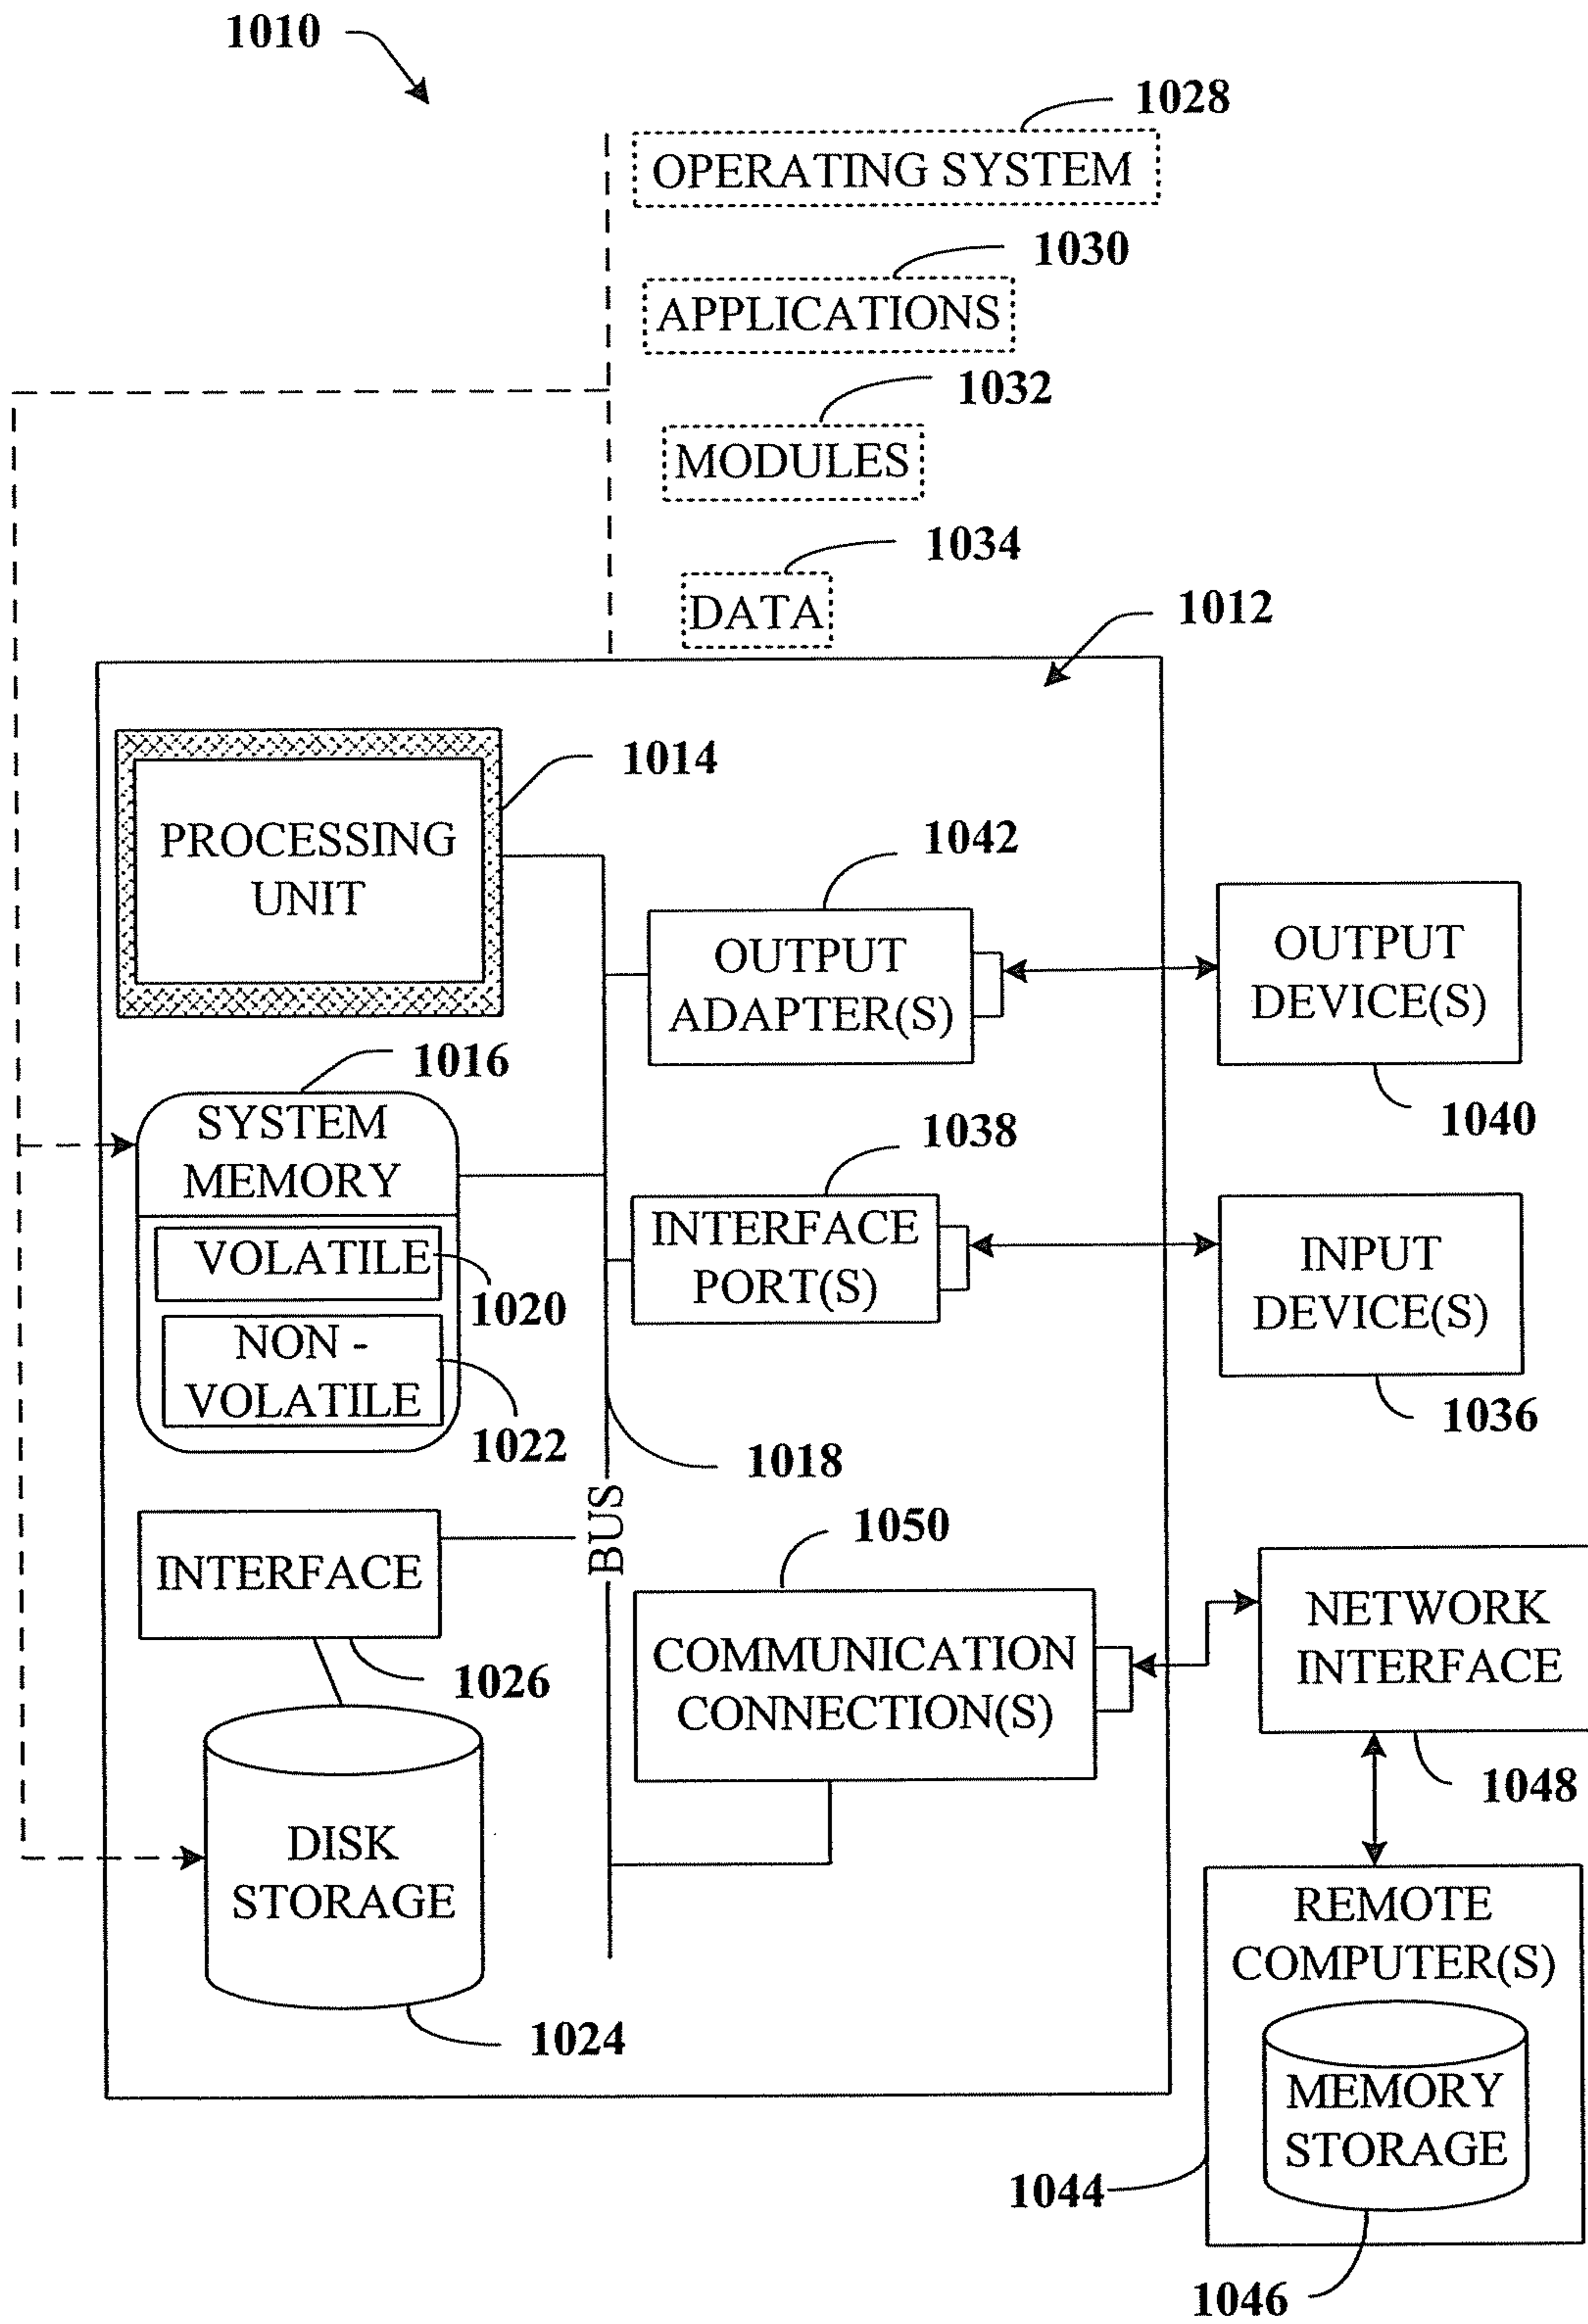 1010
1028
OPERATING SYSTEM
1030
APPLICATIONS
1032
MODULES
1034
DATA
1012
1014
PROCESSING
UNIT
1042
OUTPUT
ADAPTER(S)
OUTPUT
DEVICE(S)
1040
1016
SYSTEM
MEMORY
VOLATILE
1020
NON -
VOLATILE
1022
1038
INTERFACE
PORT(S)
INPUT
DEVICE(S)
1036
1018
BUS
INTERFACE
1026
1050
COMMUNICATION
CONNECTION(S)
NETWORK
INTERFACE
1048
DISK
STORAGE
1024
REMOTE
COMPUTER(S)
MEMORY
STORAGE
1044
1046